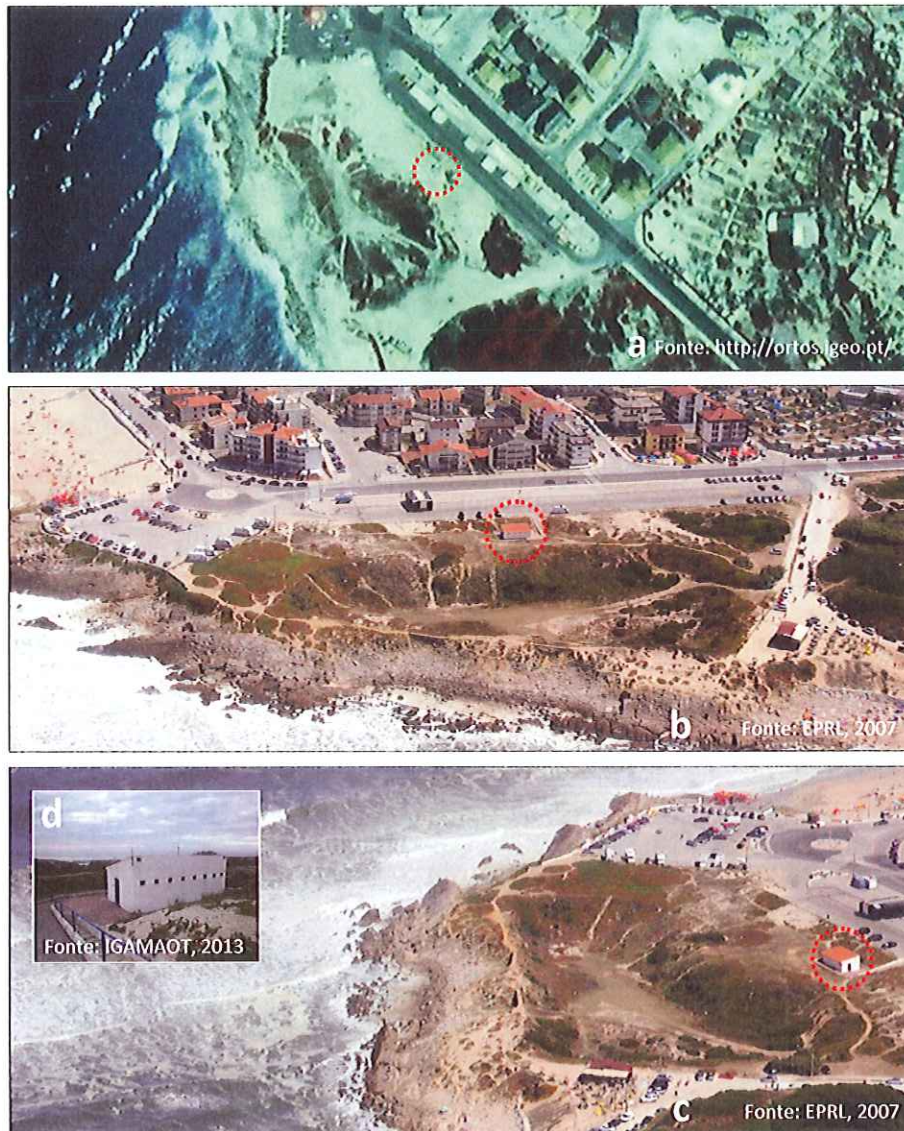 a Fonte: http://ortos.igeo.pt/
b Fonte: EPRL, 2007
d
Fonte: IGAMAOT, 2013
c Fonte: EPRL, 2007